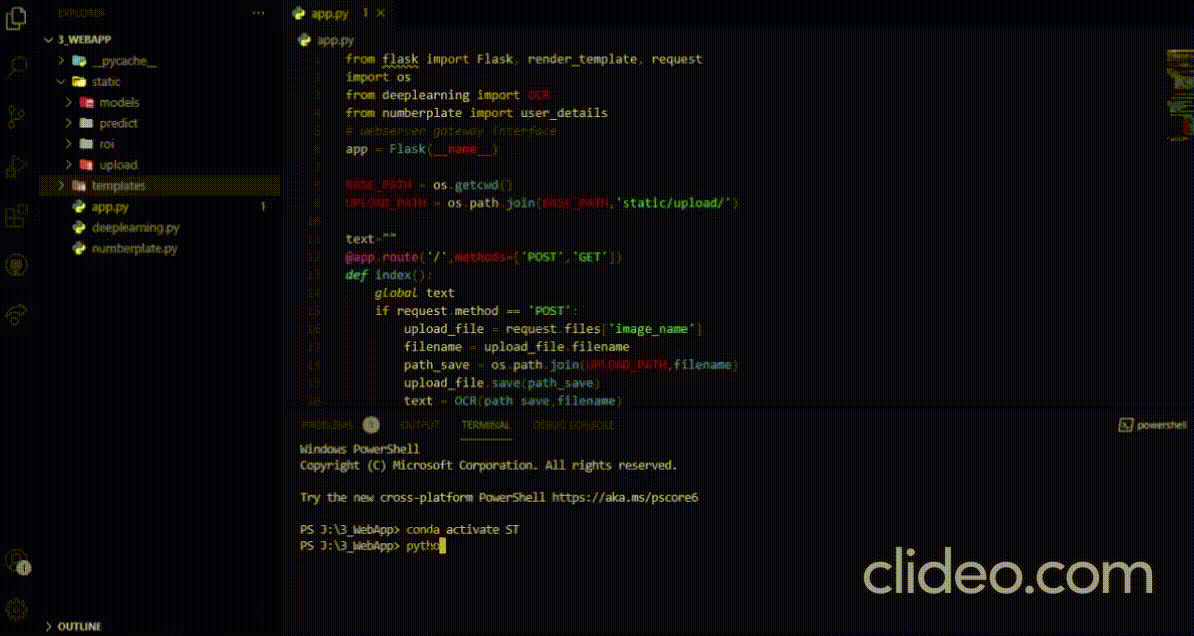 EXPLORER ...
3_WEBAPP
__pycache__
static
models
predict
roi
upload
templates
app.py 1
deeplearning.py
numberplate.py
OUTLINE
1
app.py 1 ×
app.py
1 from flask import Flask, render_template, request
2 import os
3 from deeplearning import OCR
4 from numberplate import user_details
5 # webserver gateway interface
6 app = Flask(__name__)
7
8 BASE_PATH = os.getcwd()
9 UPLOAD_PATH = os.path.join(BASE_PATH,'static/upload/')
10
11 text=""
12 @app.route('/',methods=['POST','GET'])
13 def index():
14 global text
15 if request.method == 'POST':
16 upload_file = request.files['image_name']
17 filename = upload_file.filename
18 path_save = os.path.join(UPLOAD_PATH,filename)
19 upload_file.save(path_save)
20 text = OCR(path_save,filename)
PROBLEMS 1 OUTPUT TERMINAL DEBUG CONSOLE powershell
Windows PowerShell
Copyright (C) Microsoft Corporation. All rights reserved.
Try the new cross-platform PowerShell https://aka.ms/pscore6
PS J:\3_WebApp> conda activate ST
PS J:\3_WebApp> pytho
clideo.com